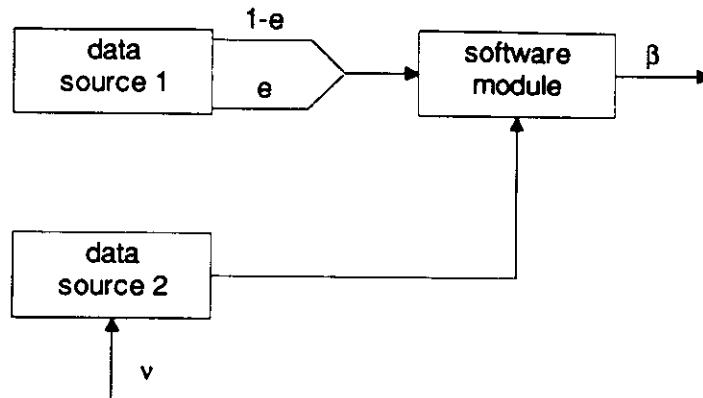 data
source 1
1-e
e
software
module
β
data
source 2
ν